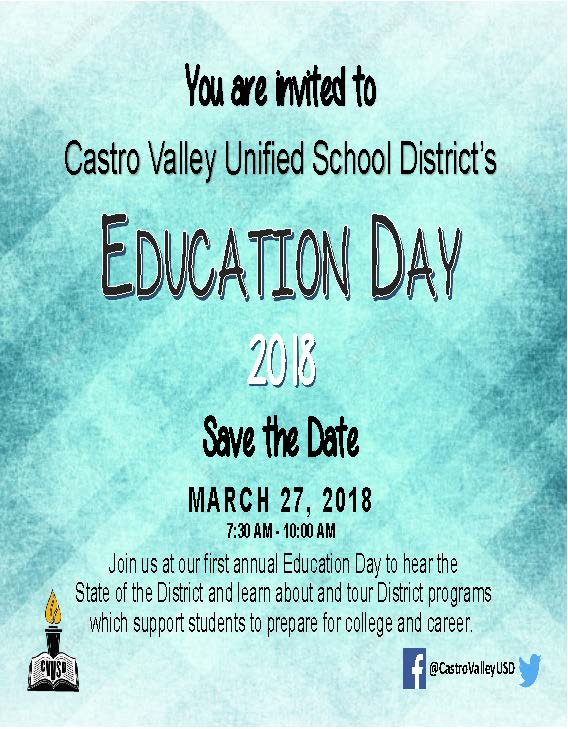 You are invited to
Castro Valley Unified School District's
EDUCATION DAY
2018
Save the Date
MARCH 27, 2018
7:30 AM - 10:00 AM
Join us at our first annual Education Day to hear the
State of the District and learn about and tour District programs
which support students to prepare for college and career.
CVUSD
@CastroValleyUSD